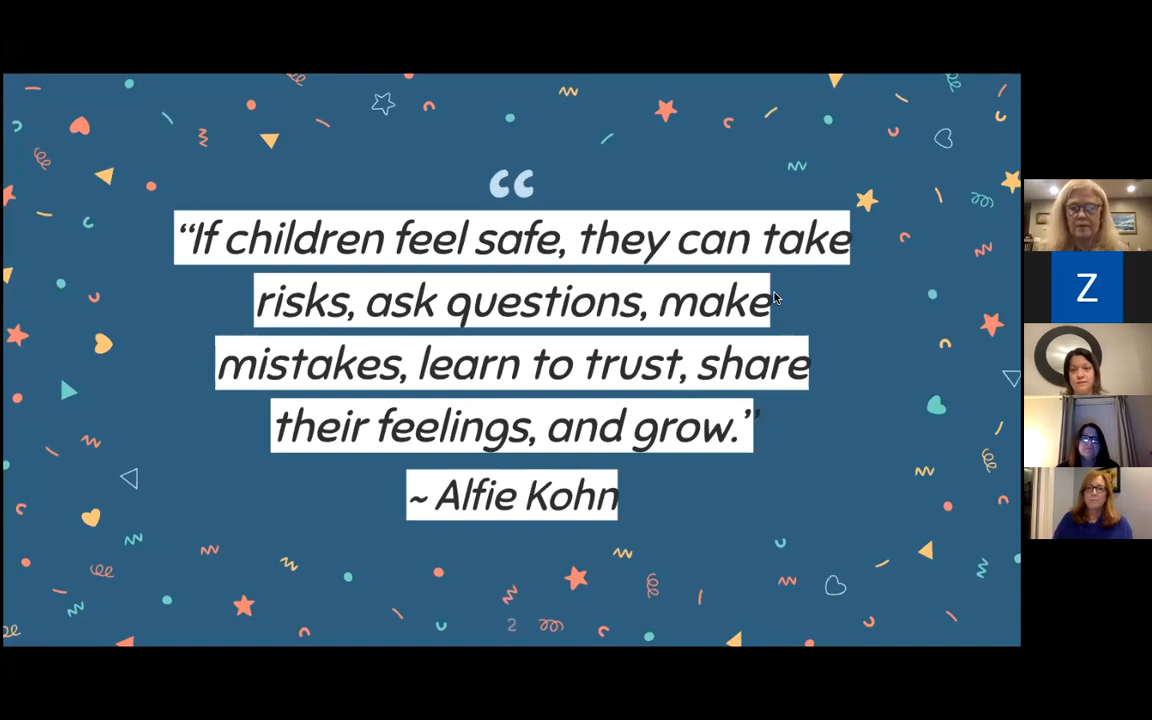 “
“If children feel safe, they can take
risks, ask questions, make
mistakes, learn to trust, share
their feelings, and grow.”
~ Alfie Kohn
2
Z